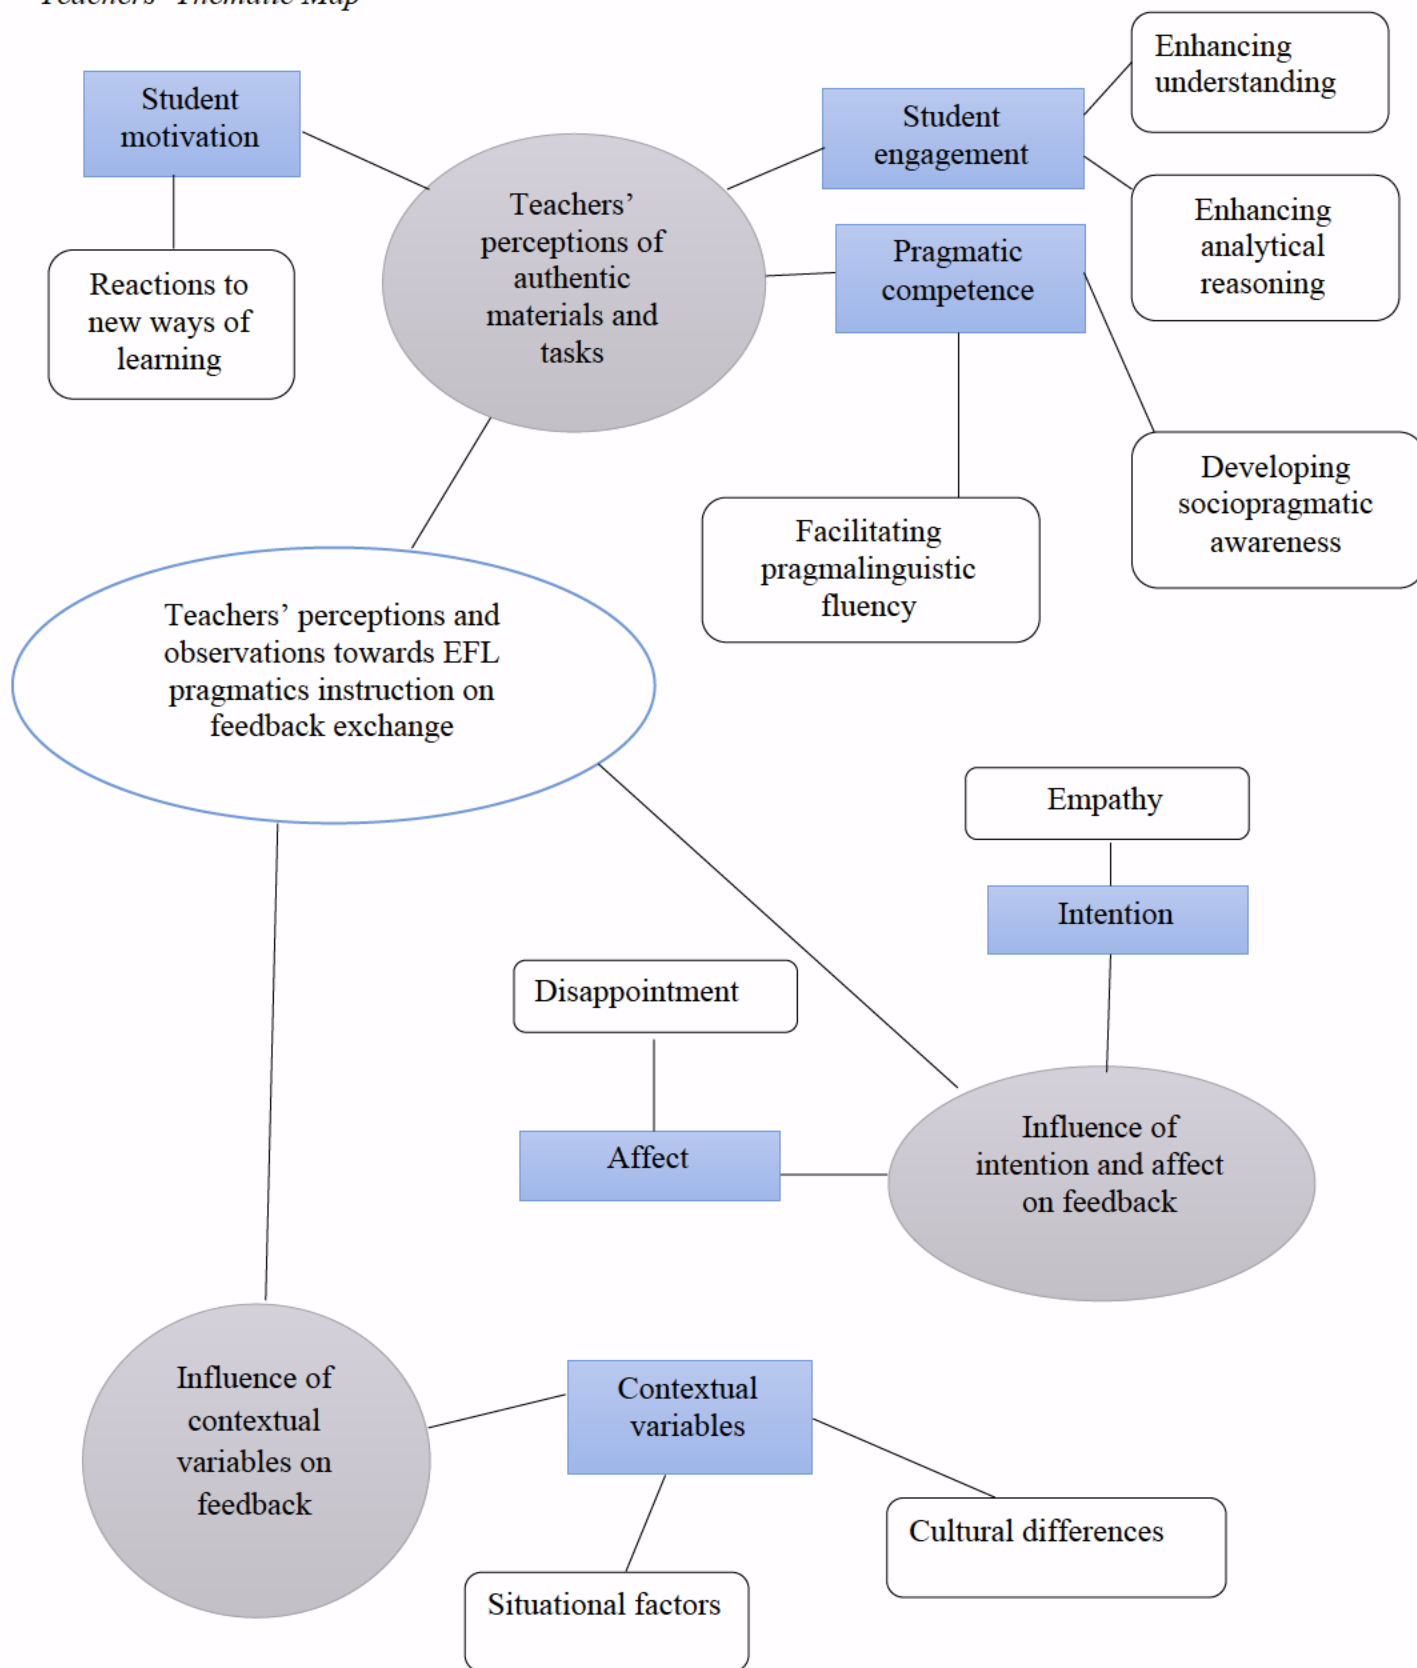 Teachers' Thematic Map
Student
motivation
Reactions to
new ways of
learning
Teachers’
perceptions of
authentic
materials and
tasks
Student
engagement
Enhancing
understanding
Enhancing
analytical
reasoning
Pragmatic
competence
Developing
sociopragmatic
awareness
Facilitating
pragmalinguistic
fluency
Teachers’ perceptions and
observations towards EFL
pragmatics instruction on
feedback exchange
Empathy
Intention
Disappointment
Affect
Influence of
intention and affect
on feedback
Influence of
contextual
variables on
feedback
Contextual
variables
Cultural differences
Situational factors